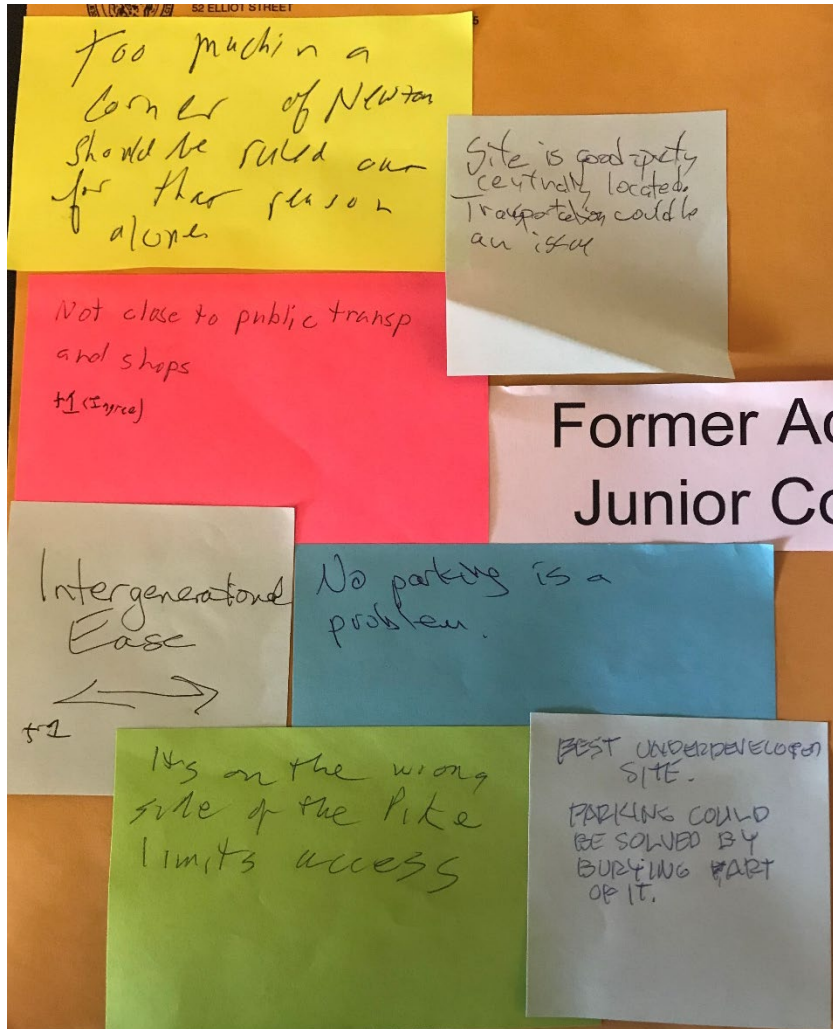 52 ELLIOT STREET
Too much in a
corner of Newton
should be ruled our
for that reason
alone
Site is good - prety
centrally located.
Transportation could be
an issue
Not close to public transp
and shops
+1 (I agree)
Former Ac
Junior Co
Intergenerational
Ease
+1
No parking is a
problem.
It's on the wrong
side of the Pike
limits access
BEST UNDERDEVELOPED
SITE.
PARKING COULD
BE SOLVED BY
BURYING PART
OF IT.